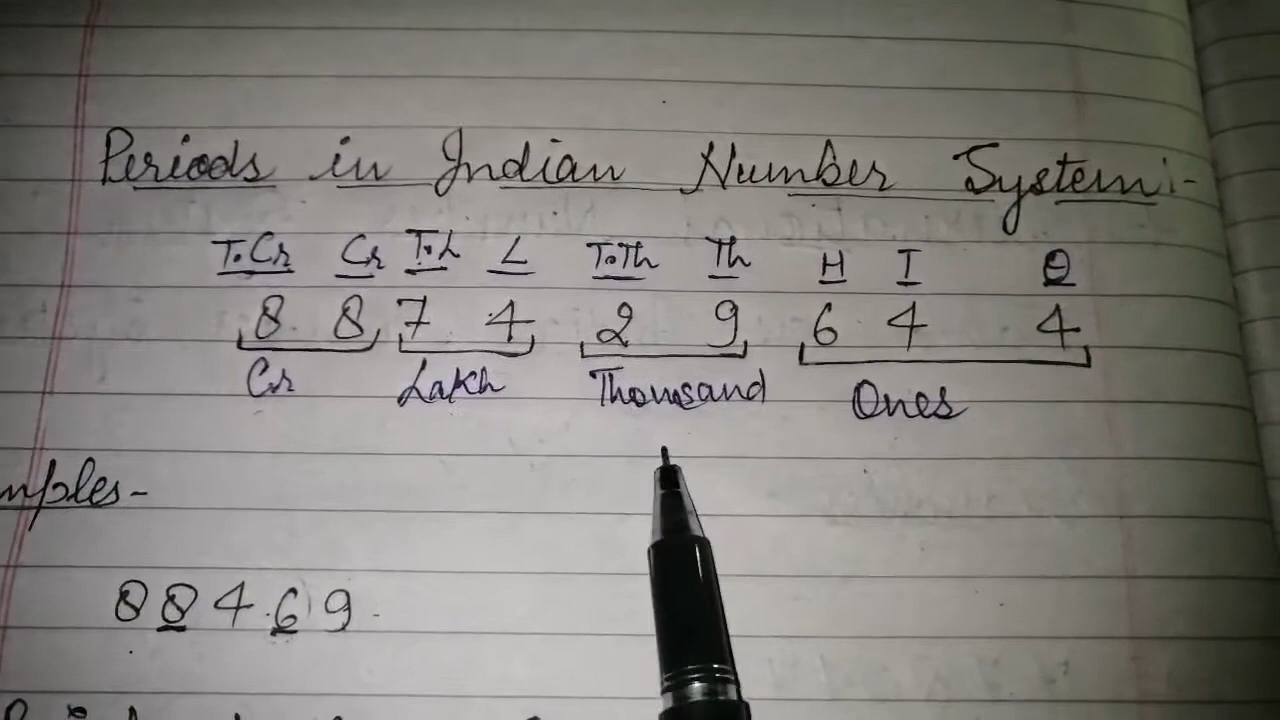 Periods in Indian Number System:-
T.Cr Cr T.L L T.Th Th H T O
8 8 7 4 2 9 6 4 4
Cr Lakh Thousand Ones
mples-
88469